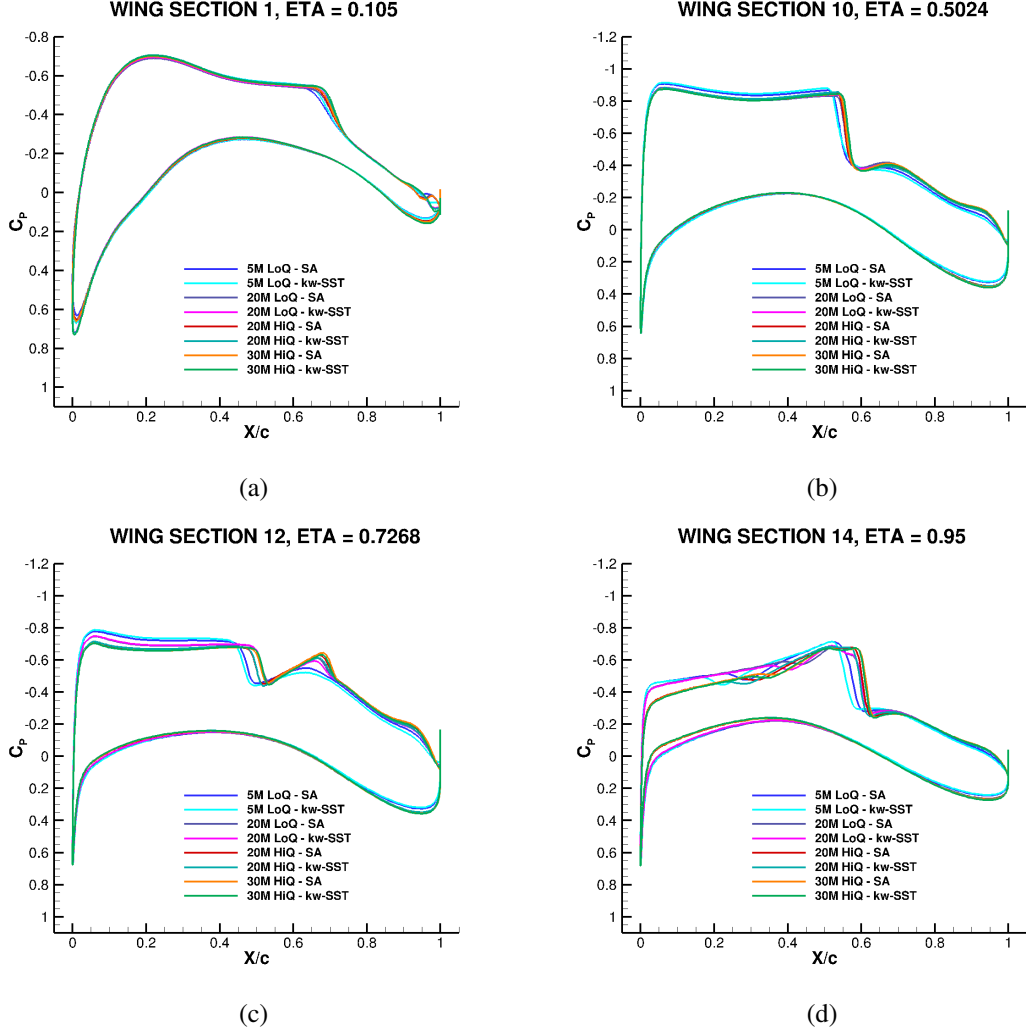 WING SECTION 1, ETA = 0.105
-0.8
-0.6
-0.4
-0.2
0
0.2
0.4
0.6
0.8
1
CP
5M LoQ - SA
5M LoQ - kw-SST
20M LoQ - SA
20M LoQ - kw-SST
20M HiQ - SA
20M HiQ - kw-SST
30M HiQ - SA
30M HiQ - kw-SST
0 0.2 0.4 0.6 0.8 1
X/c
(a)
WING SECTION 10, ETA = 0.5024
-1.2
-1
-0.8
-0.6
-0.4
-0.2
0
0.2
0.4
0.6
0.8
1
CP
5M LoQ - SA
5M LoQ - kw-SST
20M LoQ - SA
20M LoQ - kw-SST
20M HiQ - SA
20M HiQ - kw-SST
30M HiQ - SA
30M HiQ - kw-SST
0 0.2 0.4 0.6 0.8 1
X/c
(b)
WING SECTION 12, ETA = 0.7268
-1.2
-1
-0.8
-0.6
-0.4
-0.2
0
0.2
0.4
0.6
0.8
1
CP
5M LoQ - SA
5M LoQ - kw-SST
20M LoQ - SA
20M LoQ - kw-SST
20M HiQ - SA
20M HiQ - kw-SST
30M HiQ - SA
30M HiQ - kw-SST
0 0.2 0.4 0.6 0.8 1
X/c
(c)
WING SECTION 14, ETA = 0.95
-1.2
-1
-0.8
-0.6
-0.4
-0.2
0
0.2
0.4
0.6
0.8
1
CP
5M LoQ - SA
5M LoQ - kw-SST
20M LoQ - SA
20M LoQ - kw-SST
20M HiQ - SA
20M HiQ - kw-SST
30M HiQ - SA
30M HiQ - kw-SST
0 0.2 0.4 0.6 0.8 1
X/c
(d)